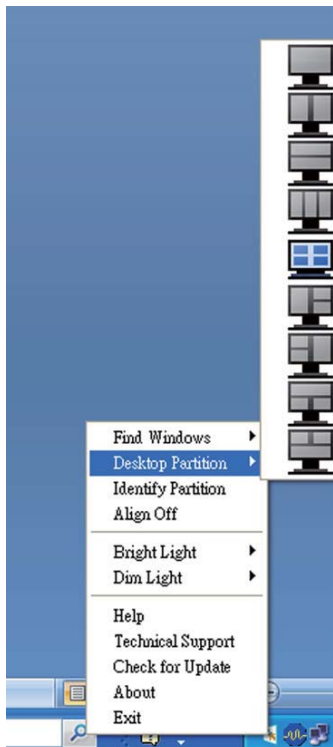 Find Windows
Desktop Partition
Identify Partition
Align Off
Bright Light
Dim Light
Help
Technical Support
Check for Update
About
Exit